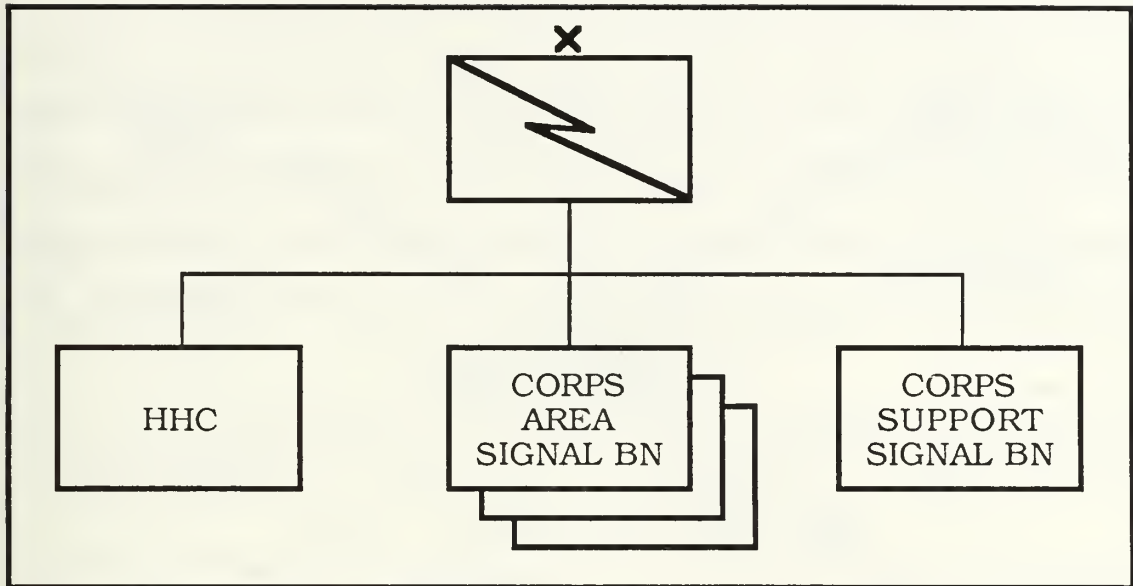 X
HHC
CORPS
AREA
SIGNAL BN
CORPS
SUPPORT
SIGNAL BN